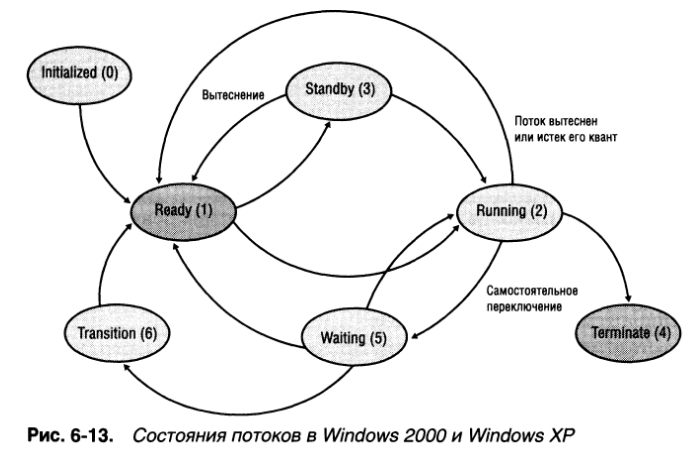 Initialized (0)
Standby (3)
Вытеснение
Поток вытеснен
или истек его квант
Ready (1)
Running (2)
Самостоятельное
переключение
Transition (6)
Waiting (5)
Terminate (4)
Рис. 6-13. Состояния потоков в Windows 2000 и Windows XP